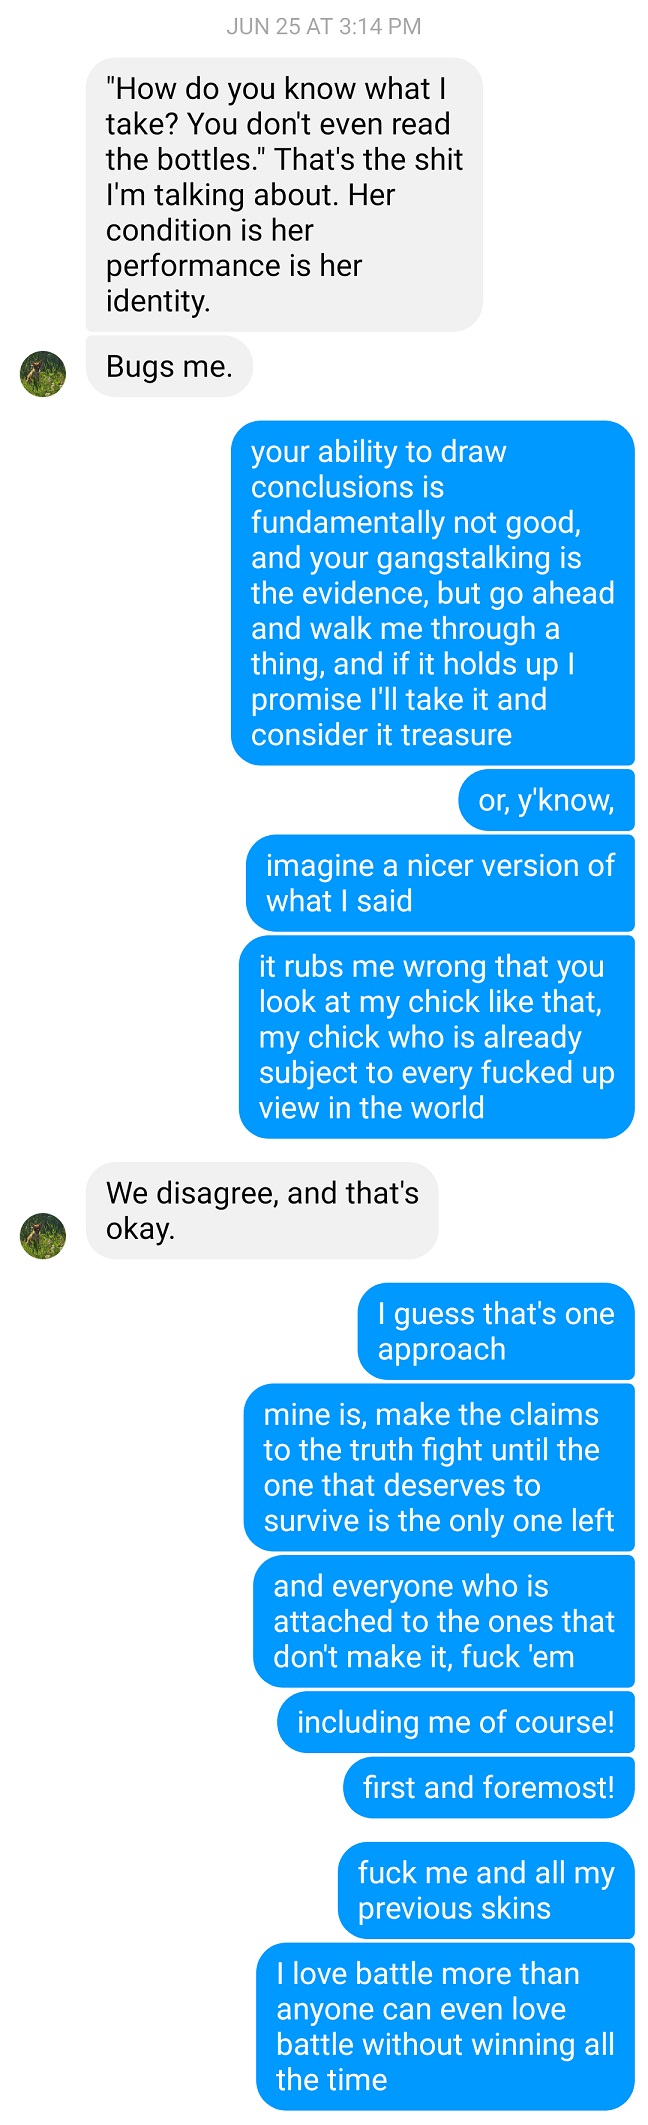 JUN 25 AT 3:14 PM
"How do you know what I
take? You don't even read
the bottles." That's the shit
I'm talking about. Her
condition is her
performance is her
identity.
Bugs me.
your ability to draw
conclusions is
fundamentally not good,
and your gangstalking is
the evidence, but go ahead
and walk me through a
thing, and if it holds up I
promise I'll take it and
consider it treasure
or, y'know,
imagine a nicer version of
what I said
it rubs me wrong that you
look at my chick like that,
my chick who is already
subject to every fucked up
view in the world
We disagree, and that's
okay.
I guess that's one
approach
mine is, make the claims
to the truth fight until the
one that deserves to
survive is the only one left
and everyone who is
attached to the ones that
don't make it, fuck 'em
including me of course!
first and foremost!
fuck me and all my
previous skins
I love battle more than
anyone can even love
battle without winning all
the time